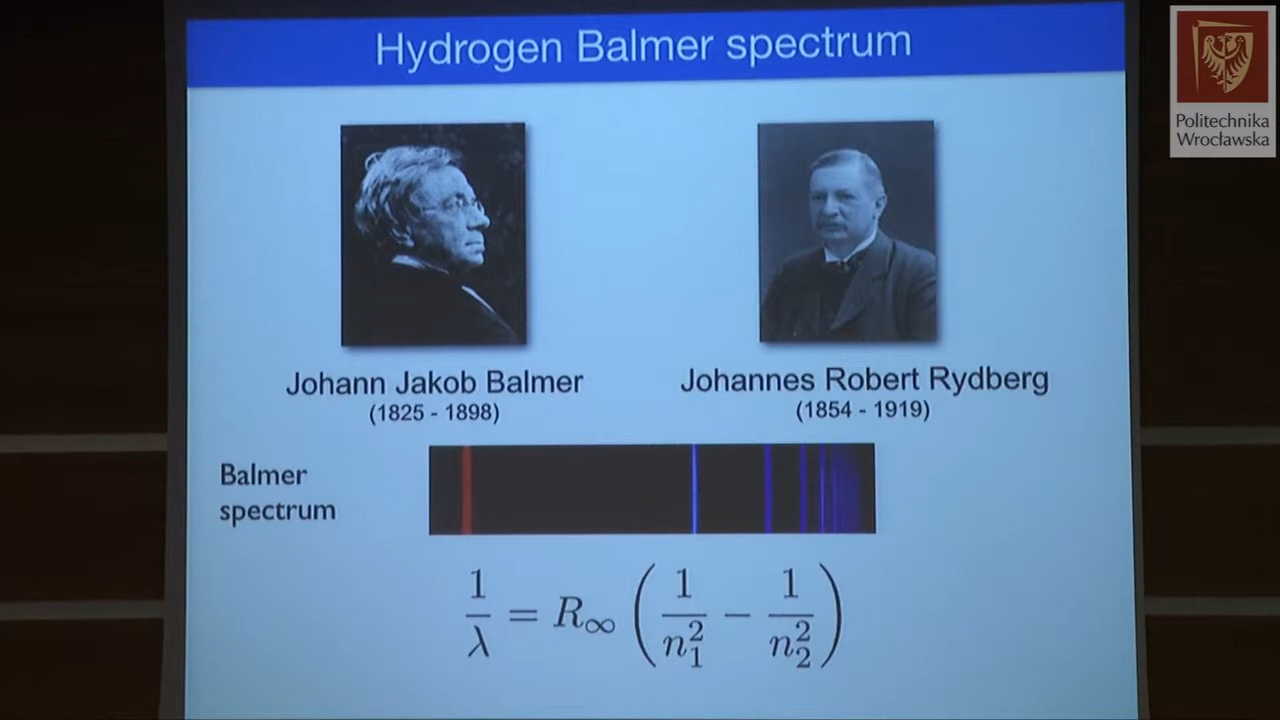 Hydrogen Balmer spectrum
Politechnika
Wrocławska
Johann Jakob Balmer
(1825 - 1898)
Johannes Robert Rydberg
(1854 - 1919)
Balmer
spectrum
1/λ = R∞ (1/n₁² − 1/n₂²)